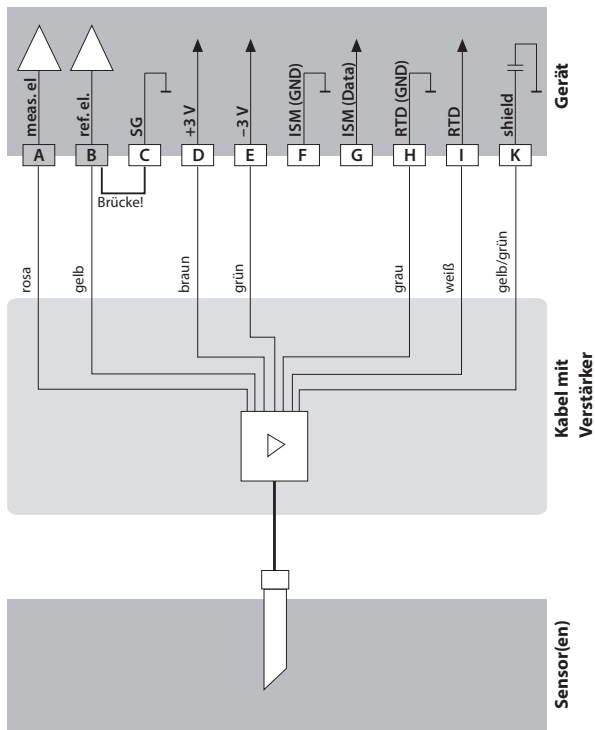 meas. el
ref. el.
SG
+3 V
−3 V
ISM (GND)
ISM (Data)
RTD (GND)
RTD
shield
Gerät
A
B
C
D
E
F
G
H
I
K
Brücke!
rosa
gelb
braun
grün
grau
weiß
gelb/grün
Kabel mit
Verstärker
Sensor(en)